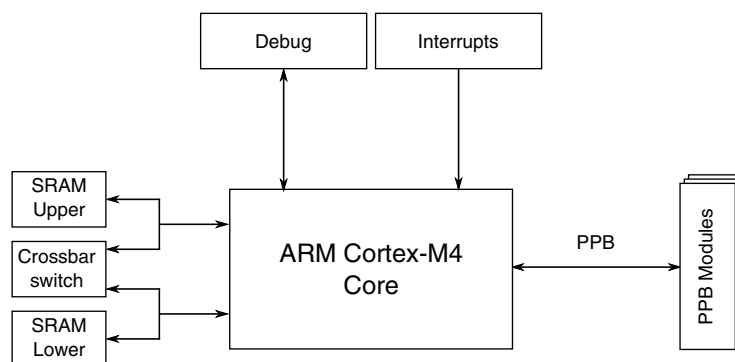 Debug
Interrupts
SRAM
Upper
Crossbar
switch
SRAM
Lower
ARM Cortex-M4
Core
PPB
PPB Modules